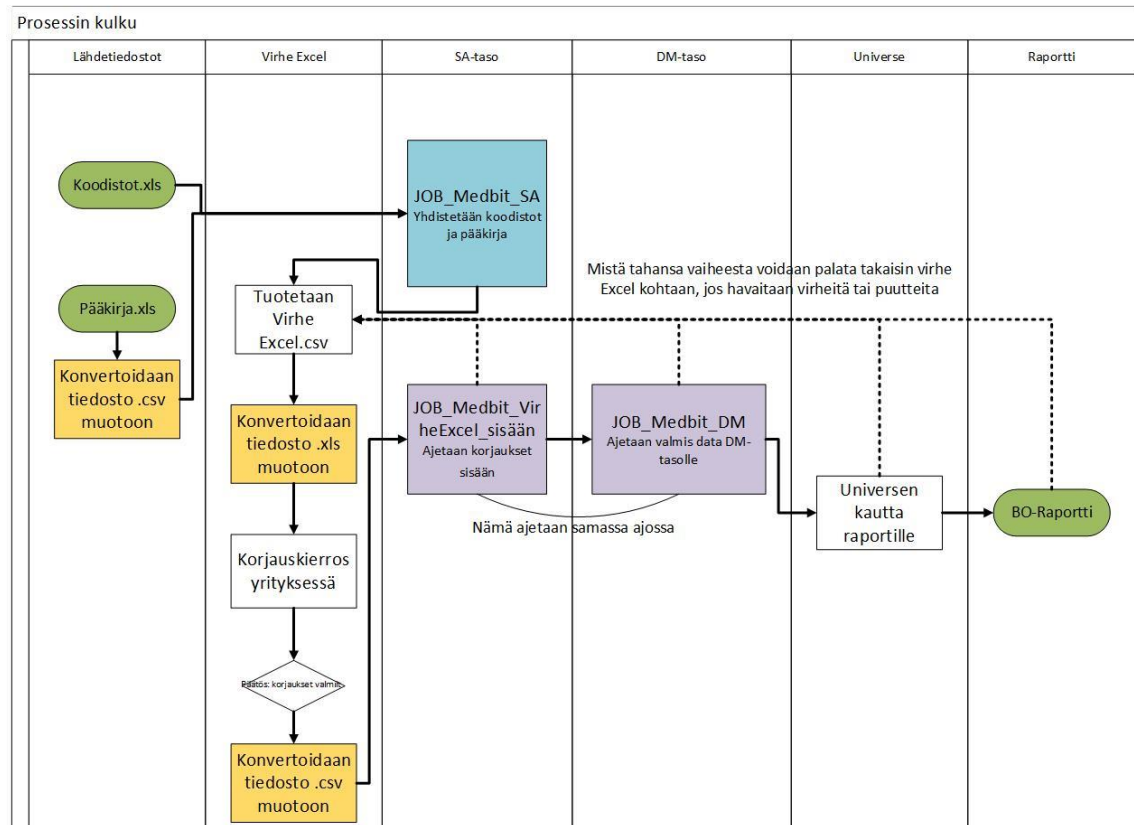 Prosessin kulku
Lähdetiedostot
Virhe Excel
SA-taso
DM-taso
Universe
Raportti
Koodistot.xls
JOB_Medbit_SA
Yhdistetään koodistot
ja pääkirja
Pääkirja.xls
Konvertoidaan
tiedosto .csv
muotoon
Tuotetaan
Virhe
Excel.csv
Mistä tahansa vaiheesta voidaan palata takaisin virhe
Excel kohtaan, jos havaitaan virheitä tai puutteita
Konvertoidaan
tiedosto .xls
muotoon
JOB_Medbit_Vir
heExcel_sisään
Ajetaan korjaukset
sisään
JOB_Medbit_DM
Ajetaan valmis data DM-
tasolle
Nämä ajetaan samassa ajossa
Universen
kautta
raportille
BO-Raportti
Korjauskierros
yrityksessä
Päätös: korjaukset valmiit
Konvertoidaan
tiedosto .csv
muotoon